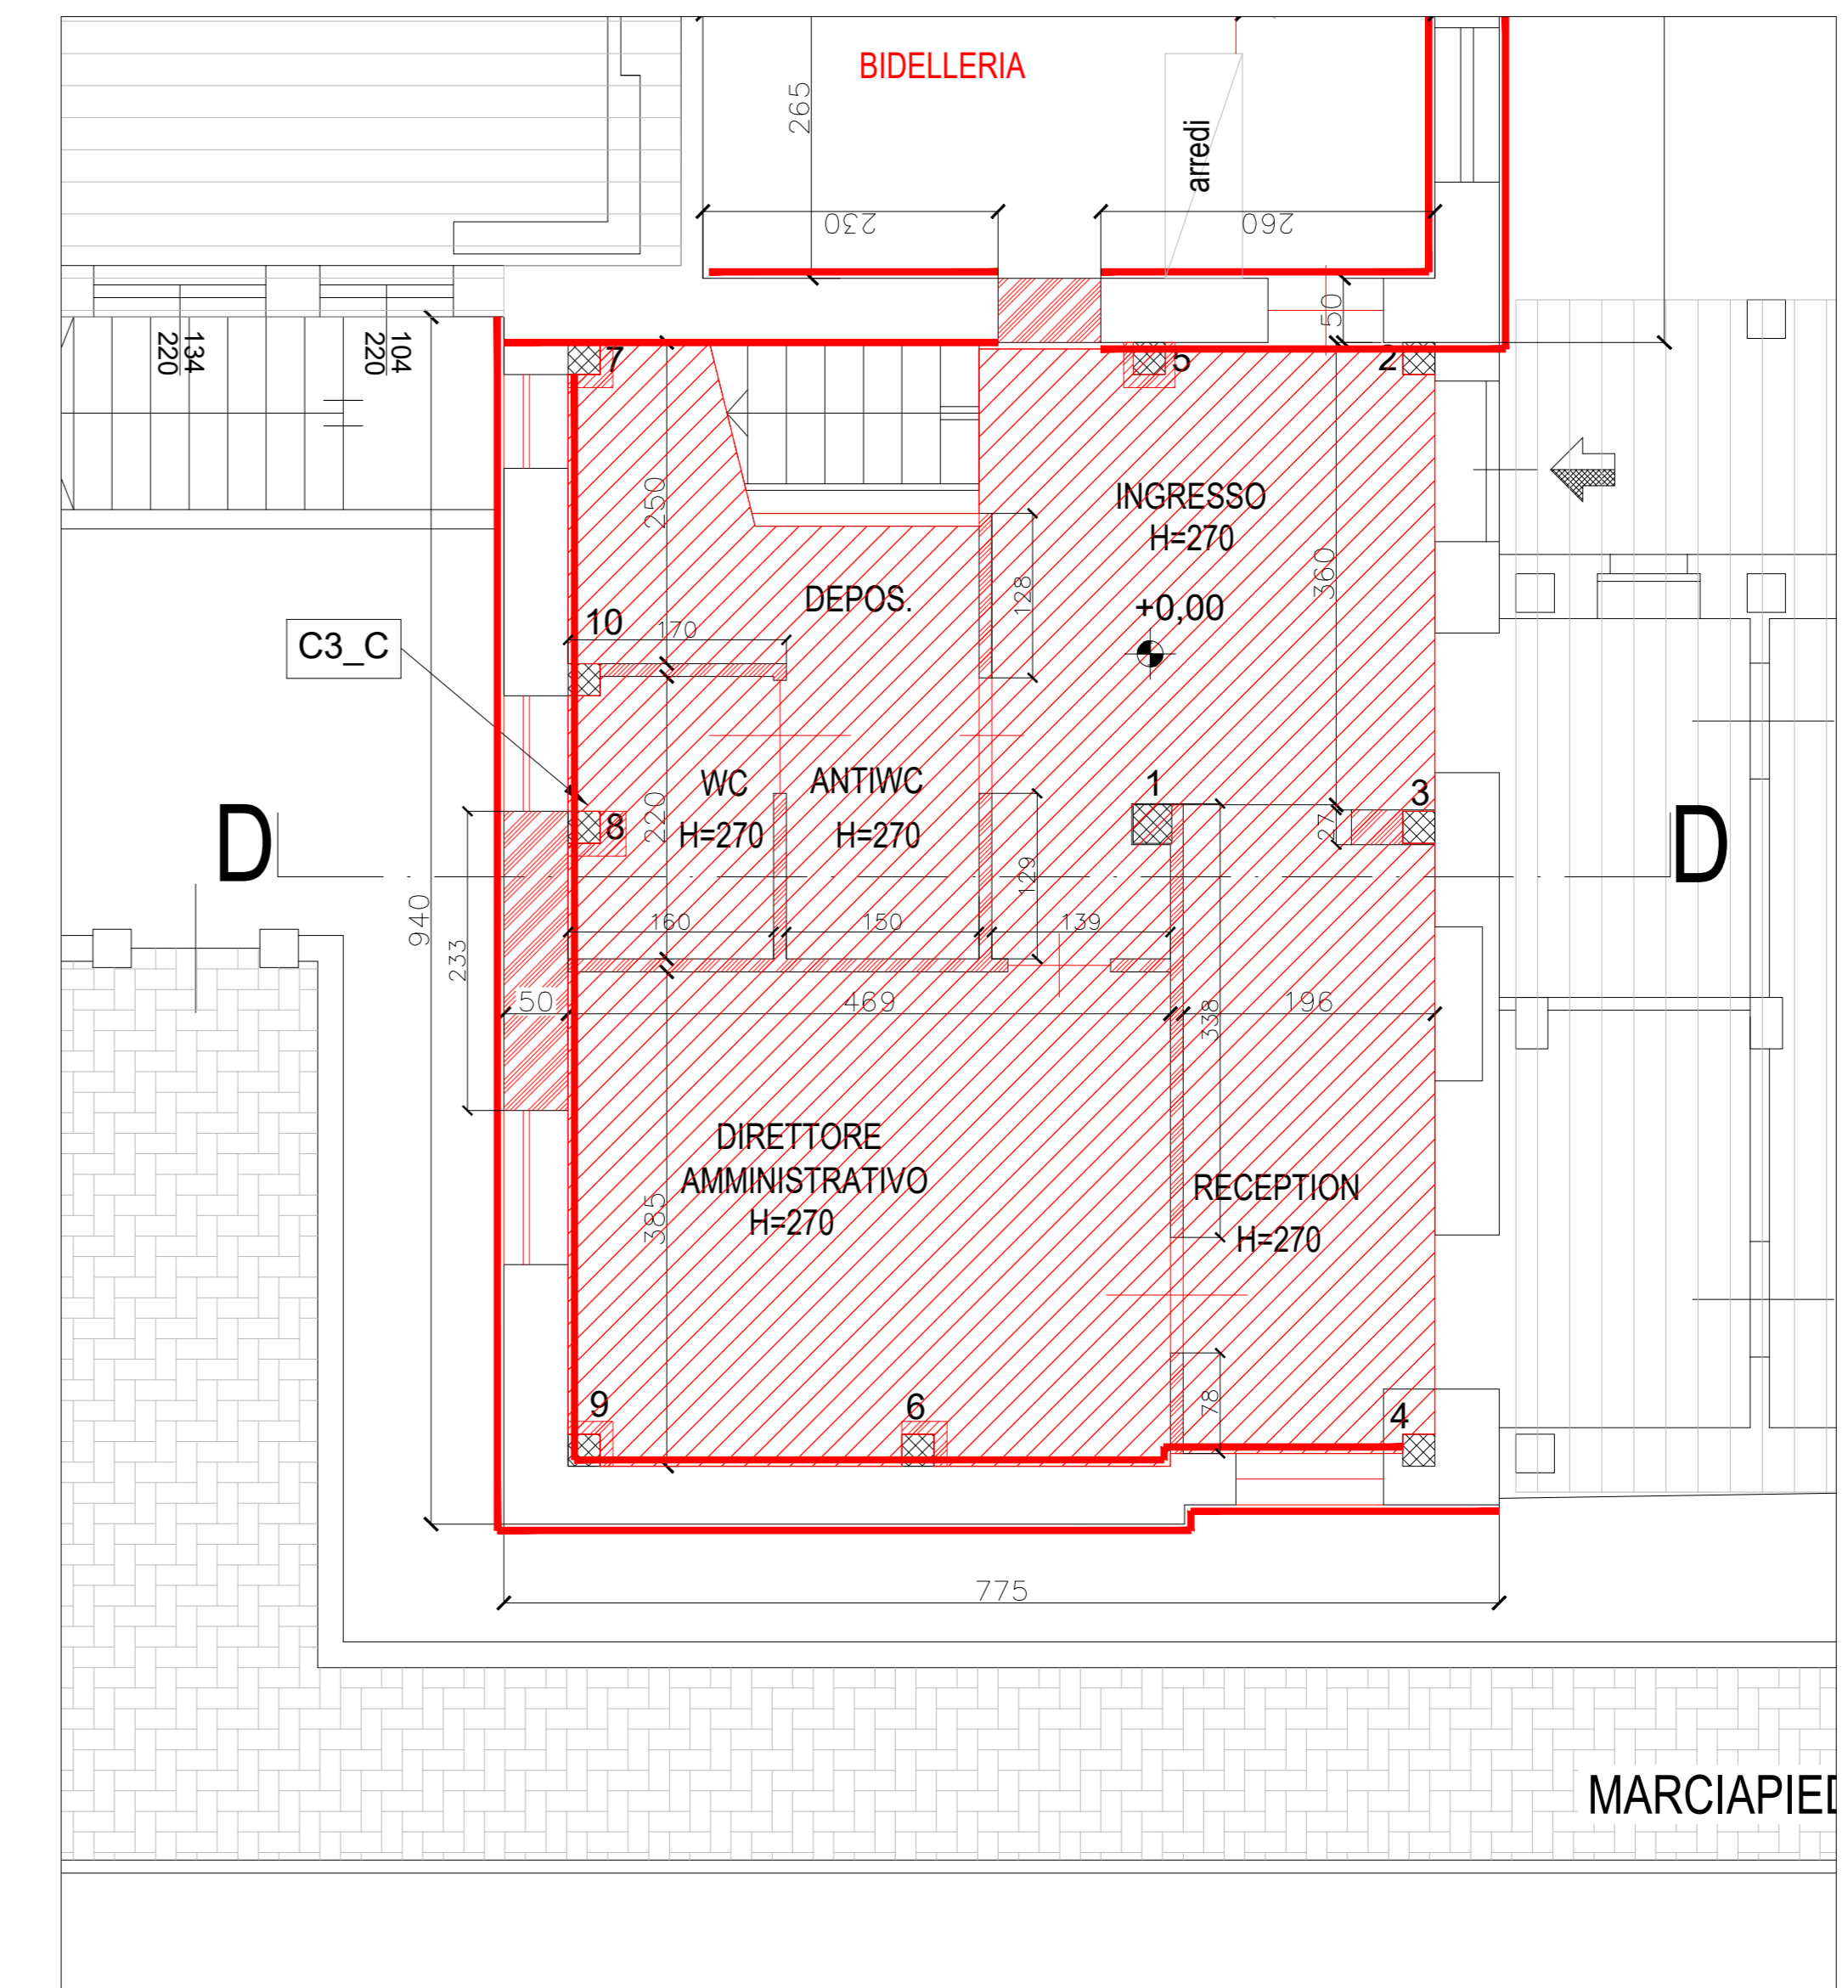 BIDELLERIA
265
arredi
230
260
50
134
220
104
220
7
5
2
INGRESSO
H=270
250
360
128
DEPOS.
+0,00
10
170
C3_C
WC
H=270
ANTIWC
H=270
1
3
220
8
27
D
D
129
940
233
160
150
139
50
469
338
196
DIRETTORE
AMMINISTRATIVO
H=270
385
RECEPTION
H=270
9
6
78
4
775
MARCIAPIED